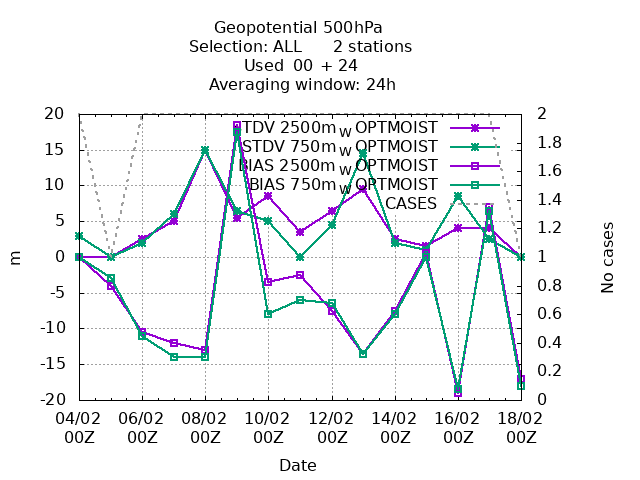 Geopotential 500hPa
Selection: ALL 2 stations
Used 00 + 24
Averaging window: 24h
20 2
15 1.8
10 1.6
5 1.4
0 1.2
-5 1
-10 0.8
-15 0.6
-20 0.4
0.2
0
STDV 2500m W OPTMOIST
STDV 750m W OPTMOIST
BIAS 2500m W OPTMOIST
BIAS 750m W OPTMOIST
CASES
m
No cases
04/02 06/02 08/02 10/02 12/02 14/02 16/02 18/02
00Z 00Z 00Z 00Z 00Z 00Z 00Z 00Z
Date